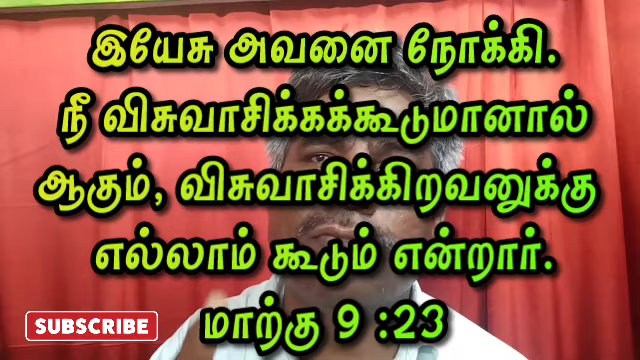 இயேசு அவனை நோக்கி.
நீ விசுவாசிக்கக்கூடுமானால்
ஆகும், விசுவாசிக்கிறவனுக்கு
எல்லாம் கூடும் என்றார்.
மாற்கு 9 :23
SUBSCRIBE